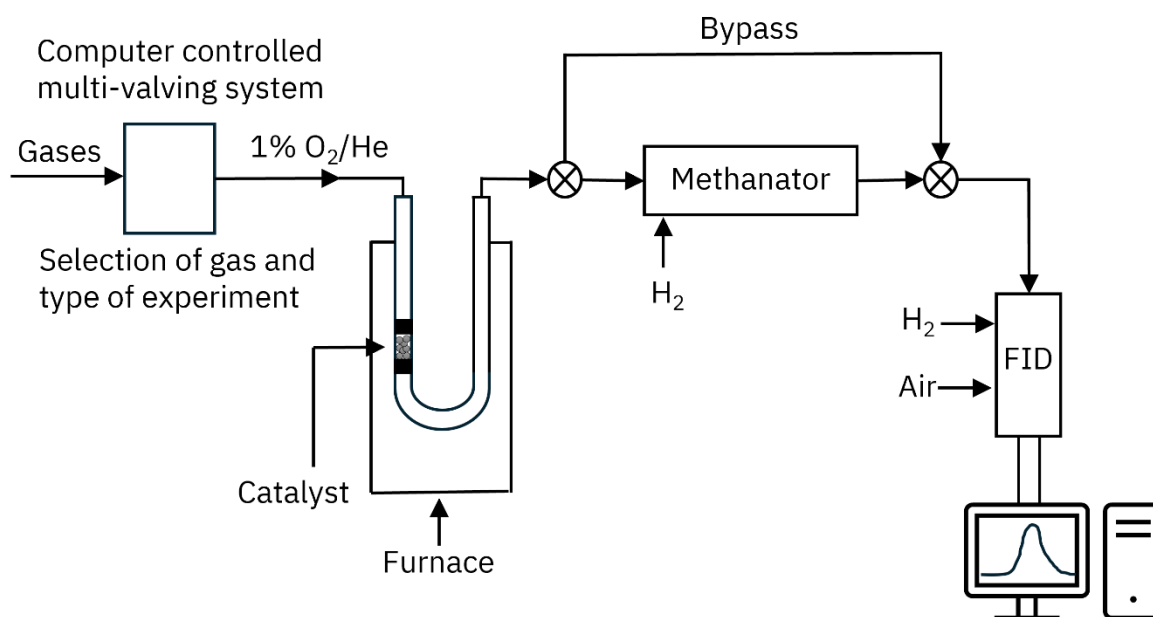 Computer controlled
multi-valving system
Gases
1% O₂/He
Selection of gas and
type of experiment
Catalyst
Furnace
Bypass
Methanator
H₂
H₂
Air
FID